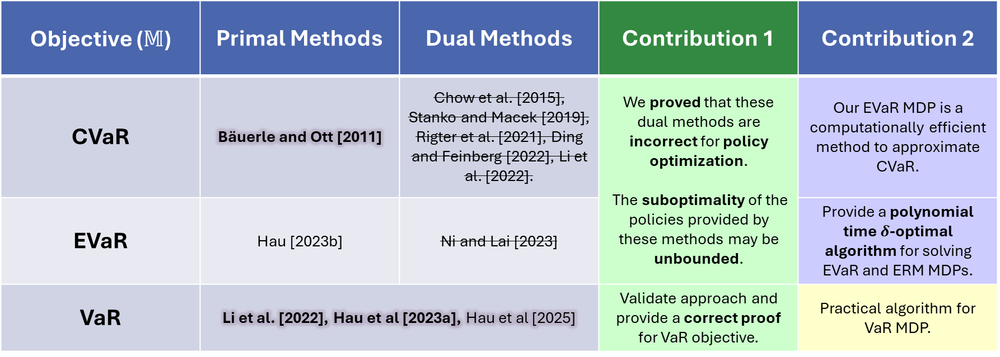 Objective (𝕄)
Primal Methods
Dual Methods
Contribution 1
Contribution 2
CVaR
Bäuerle and Ott [2011]
Chow et al. [2015],
Stanko and Macek [2019],
Rigter et al. [2021], Ding
and Feinberg [2022], Li et
al. [2022].
We proved that these
dual methods are
incorrect for policy
optimization.
The suboptimality of the
policies provided by
these methods may be
unbounded.
Our EVaR MDP is a
computationally efficient
method to approximate
CVaR.
EVaR
Hau [2023b]
Ni and Lai [2023]
Provide a polynomial
time δ-optimal
algorithm for solving
EVaR and ERM MDPs.
VaR
Li et al. [2022], Hau et al [2023a], Hau et al [2025]
Validate approach and
provide a correct proof
for VaR objective.
Practical algorithm for
VaR MDP.